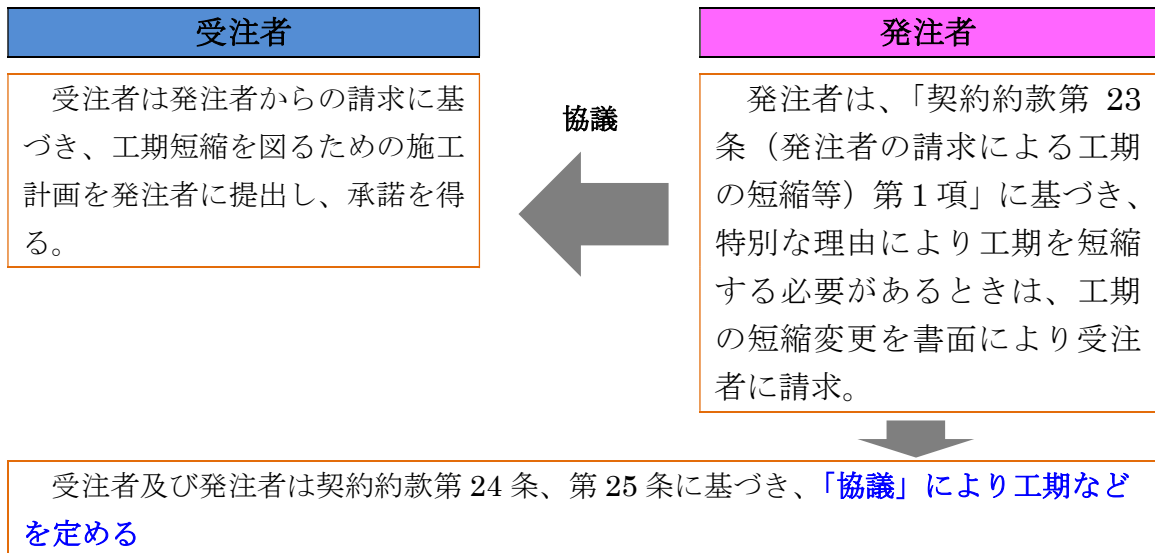 受注者
受注者は発注者からの請求に基
づき、工期短縮を図るための施工
計画を発注者に提出し、承諾を得
る。
協議
発注者
発注者は、「契約約款第 23
条（発注者の請求による工期
の短縮等）第１項」に基づき、
特別な理由により工期を短縮
する必要があるときは、工期
の短縮変更を書面により受注
者に請求。
受注者及び発注者は契約約款第 24 条、第 25 条に基づき、「協議」により工期など
を定める